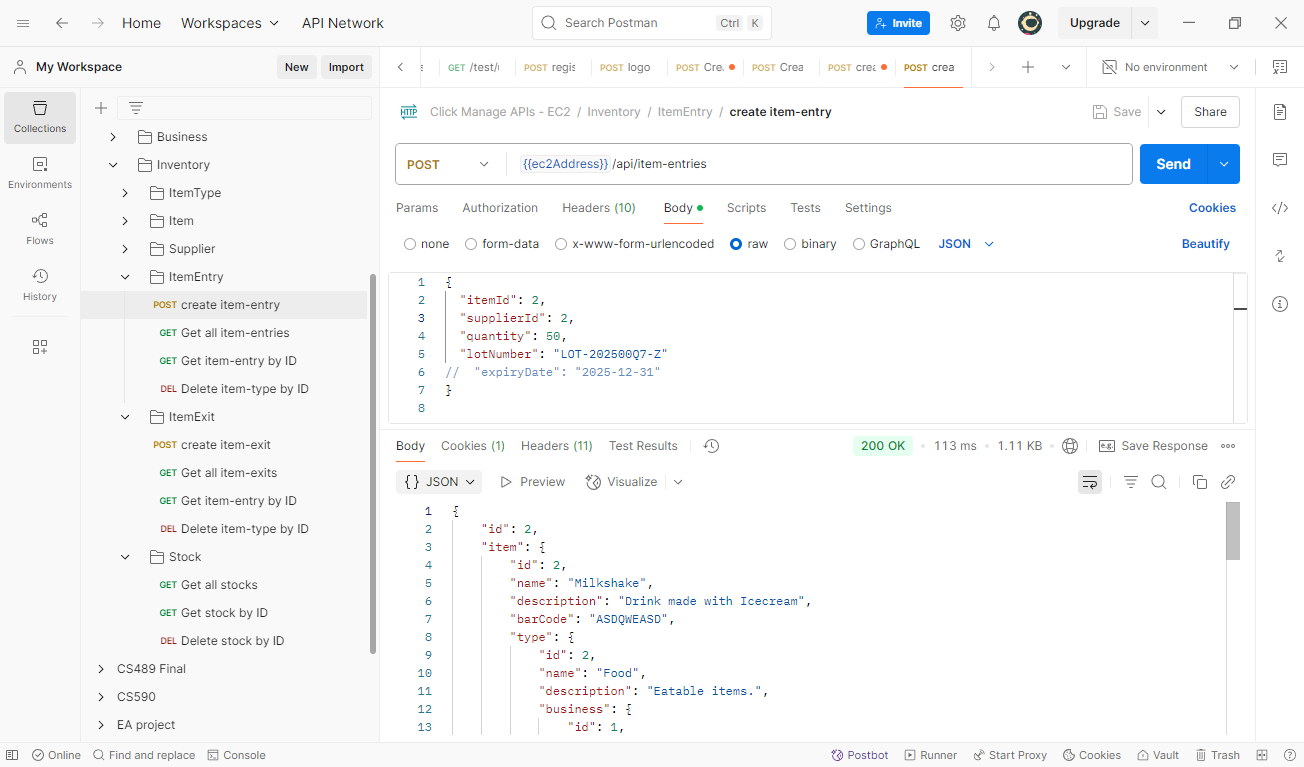 Home Workspaces API Network Search Postman Ctrl K Invite Upgrade
My Workspace New Import
GET /test/ POST regis POST logo POST Cre POST Crea POST crea POST crea No environment
Collections
Environments
Flows
History
Business
Inventory
ItemType
Item
Supplier
ItemEntry
POST create item-entry
GET Get all item-entries
GET Get item-entry by ID
DEL Delete item-type by ID
ItemExit
POST create item-exit
GET Get all item-exits
GET Get item-entry by ID
DEL Delete item-type by ID
Stock
GET Get all stocks
GET Get stock by ID
DEL Delete stock by ID
CS489 Final
CS590
EA project
HTTP Click Manage APIs - EC2 / Inventory / ItemEntry / create item-entry Save Share
POST {{ec2Address}} /api/item-entries Send
Params Authorization Headers (10) Body Scripts Tests Settings Cookies
none form-data x-www-form-urlencoded raw binary GraphQL JSON Beautify
1 {
2 "itemId": 2,
3 "supplierId": 2,
4 "quantity": 50,
5 "lotNumber": "LOT-202500Q7-Z"
6 // "expiryDate": "2025-12-31"
7 }
8
Body Cookies (1) Headers (11) Test Results 200 OK 113 ms 1.11 KB e.g. Save Response
{} JSON Preview Visualize
1 {
2 "id": 2,
3 "item": {
4 "id": 2,
5 "name": "Milkshake",
6 "description": "Drink made with Icecream",
7 "barCode": "ASDQWEASD",
8 "type": {
9 "id": 2,
10 "name": "Food",
11 "description": "Eatable items.",
12 "business": {
13 "id": 1,
Online Find and replace Console Postbot Runner Start Proxy Cookies Vault Trash